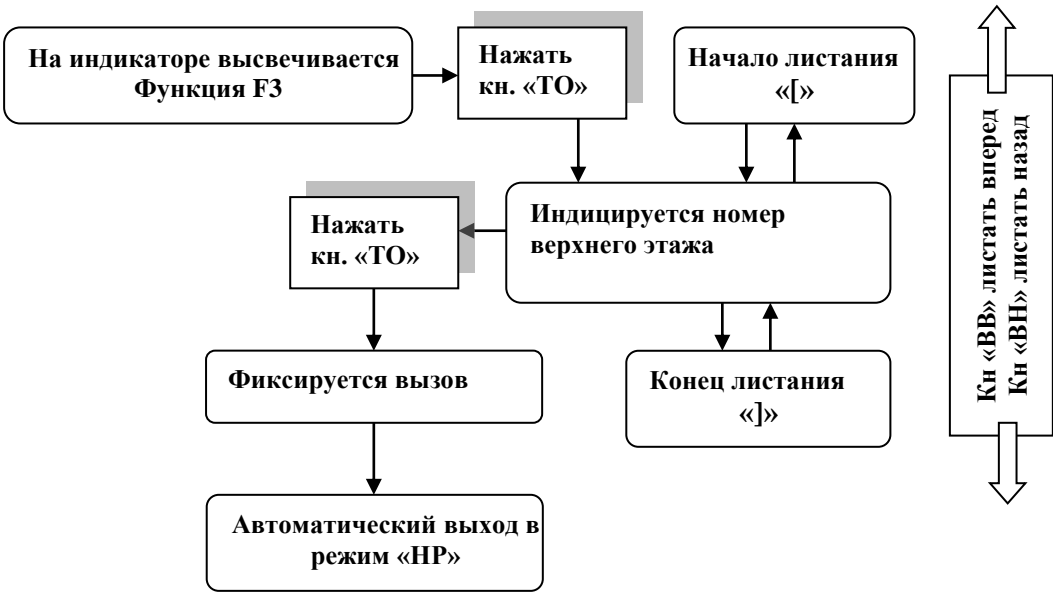 На индикаторе высвечивается
Функция F3
Нажать
кн. «ТО»
Начало листания
«[»
Индицируется номер
верхнего этажа
Нажать
кн. «ТО»
Фиксируется вызов
Конец листания
«]»
Автоматический выход в
режим «НР»
Кн «ВВ» листать вперед
Кн «ВН» листать назад